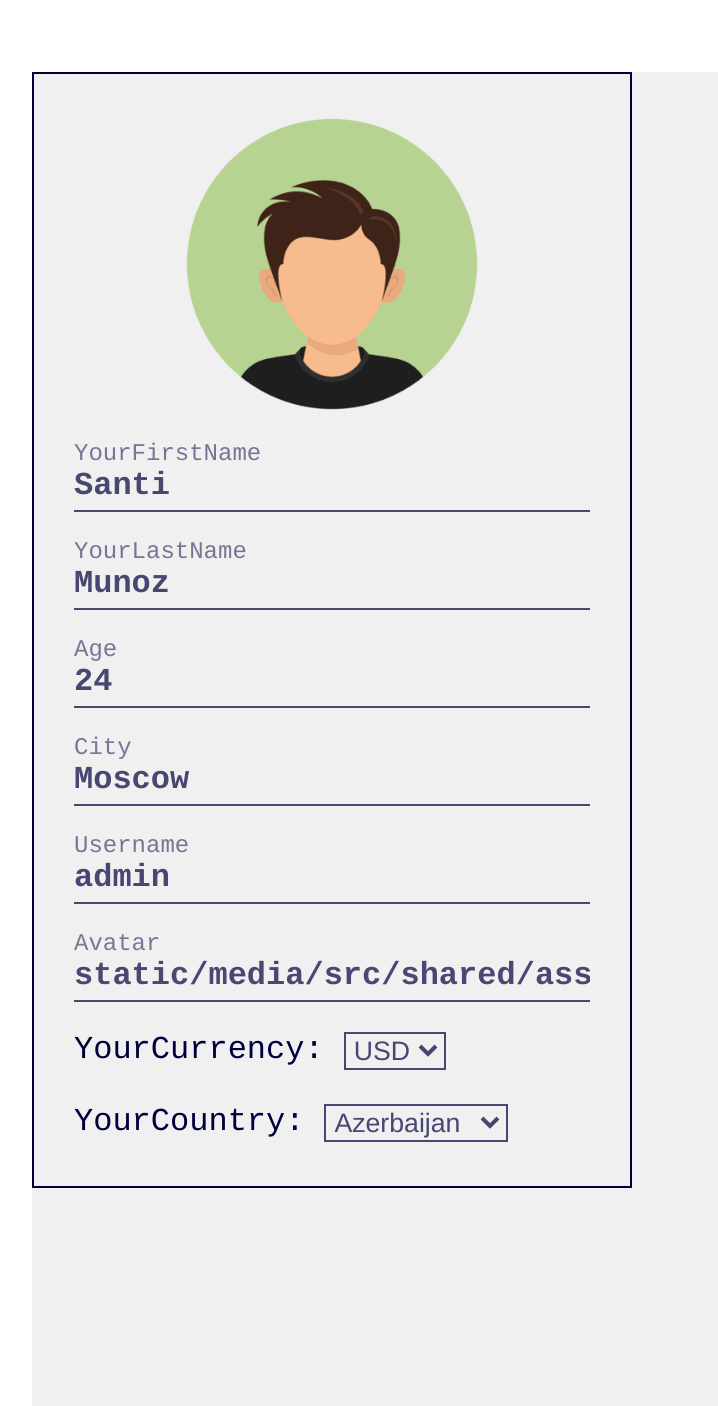 YourFirstName
Santi
YourLastName
Munoz
Age
24
City
Moscow
Username
admin
Avatar
static/media/src/shared/ass
YourCurrency: USD
YourCountry: Azerbaijan